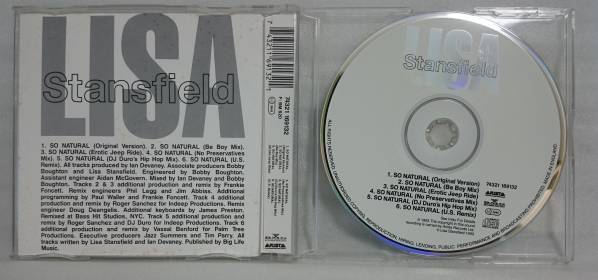 LISA
Stansfield
1. SO NATURAL (Original Version). 2. SO NATURAL (Be Boy Mix).
3. SO NATURAL (Erotic Jeep Ride). 4. SO NATURAL (No Preservatives
Mix). 5. SO NATURAL (DJ Duro's Hip Hop Mix). 6. SO NATURAL (U.S.
Remix). All tracks produced by Ian Devaney. Associate producers Bobby
Boughton and Lisa Stansfield. Engineered by Bobby Boughton.
Assistant engineer Aidan McGovern. Mixed by Ian Devaney and Bobby
Boughton. Tracks 2 & 3 additional production and remix by Frankie
Foncett. Remix engineers Phil Legg and Jim Abbiss. Additional
programming by Paul Waller and Frankie Foncett. Track 4 additional
production and remix by Roger Sanchez for Indeep Productions. Remix
engineer Doug Deangelis. Additional keyboards by James Preston.
Remixed at Bass Hit Studios, NYC. Track 5 additional production and
remix by Roger Sanchez and DJ Duro for Indeep Productions. Track 6
additional production and remix by Vassal Benford for Palm Tree
Productions. Executive producers Jazz Summers and Tim Parry. All
tracks written by Lisa Stansfield and Ian Devaney. Published by Big Life
Music.
7 43211 69132 1
74321 169132
ARISTA
LISA
Stansfield
1. SO NATURAL (Original Version)
2. SO NATURAL (Be Boy Mix)
3. SO NATURAL (Erotic Jeep Ride)
4. SO NATURAL (No Preservatives Mix)
5. SO NATURAL (DJ Duro's Hip Hop Mix)
6. SO NATURAL (U.S. Remix)
74321 169132
ARISTA